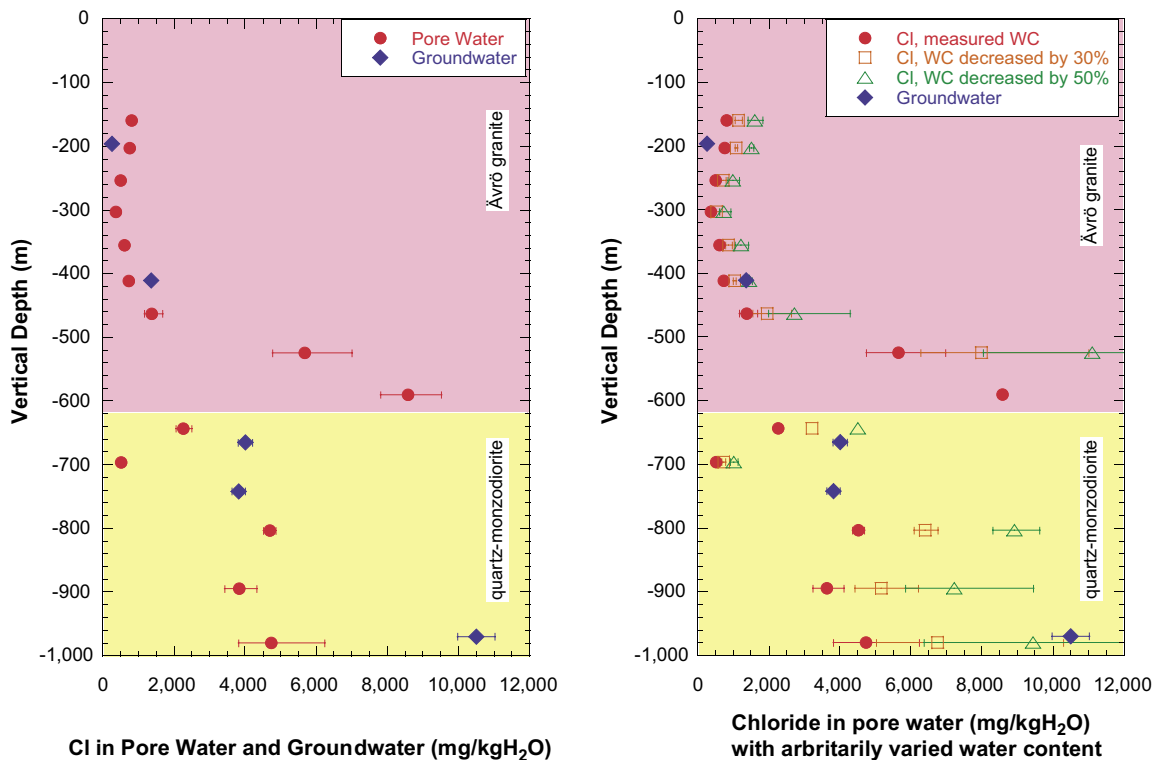 0
-100
-200
-300
-400
-500
-600
-700
-800
-900
-1,000
Vertical Depth (m)
Pore Water
Groundwater
Ävrö granite
quartz-monzodiorite
0
2,000
4,000
6,000
8,000
10,000
12,000
Cl in Pore Water and Groundwater (mg/kgH₂O)
0
-100
-200
-300
-400
-500
-600
-700
-800
-900
-1,000
Vertical Depth (m)
Cl, measured WC
Cl, WC decreased by 30%
Cl, WC decreased by 50%
Groundwater
Ävrö granite
quartz-monzodiorite
0
2,000
4,000
6,000
8,000
10,000
12,000
Chloride in pore water (mg/kgH₂O)
with arbritarily varied water content